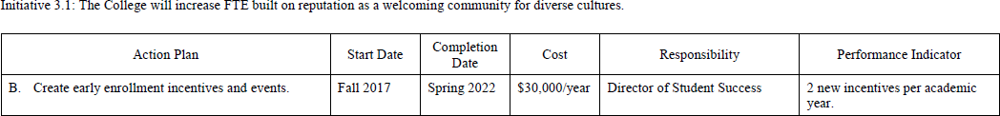 Initiative 3.1: The College will increase FTE built on reputation as a welcoming community for diverse cultures.
Action Plan Start Date Completion Date Cost Responsibility Performance Indicator
B. Create early enrollment incentives and events. Fall 2017 Spring 2022 $30,000/year Director of Student Success 2 new incentives per academic year.